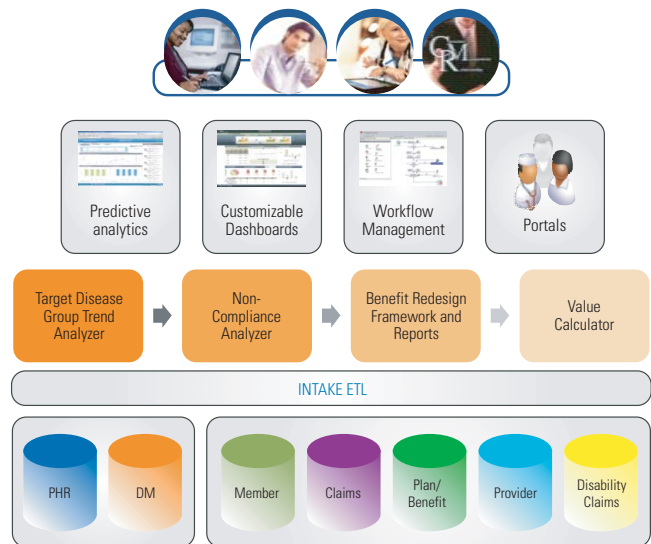 CRM
Predictive
analytics
Customizable
Dashboards
Workflow
Management
Portals
Target Disease
Group Trend
Analyzer
Non-
Compliance
Analyzer
Benefit Redesign
Framework and
Reports
Value
Calculator
INTAKE ETL
PHR
DM
Member
Claims
Plan/
Benefit
Provider
Disability
Claims